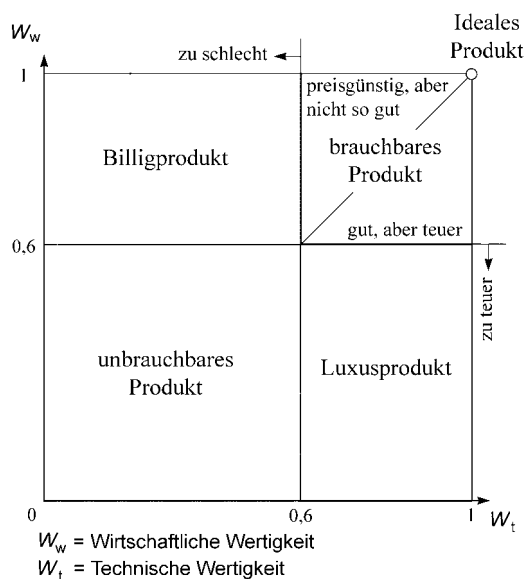 W_w
Ideales
Produkt
zu schlecht
1
preisgünstig, aber
nicht so gut
Billigprodukt
brauchbares
Produkt
gut, aber teuer
0,6
zu teuer
unbrauchbares
Produkt
Luxusprodukt
0
0,6
1
W_t
W_w = Wirtschaftliche Wertigkeit
W_t = Technische Wertigkeit